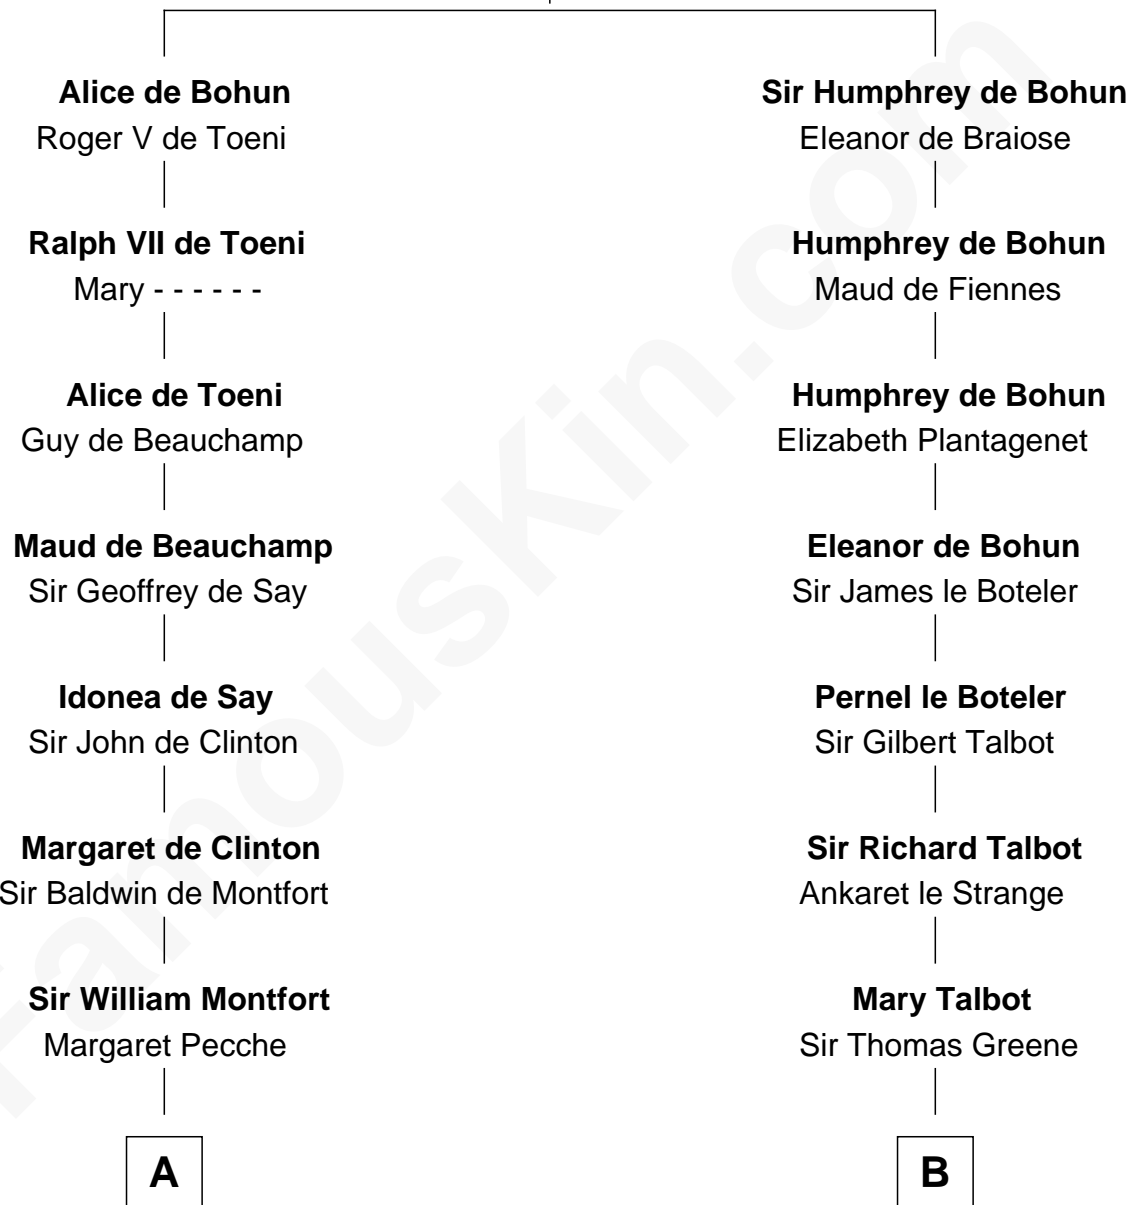 Alice de Bohun
Roger V de Toeni
Ralph VII de Toeni
Mary - - - - - -
Alice de Toeni
Guy de Beauchamp
Maud de Beauchamp
Sir Geoffrey de Say
Idonea de Say
Sir John de Clinton
Margaret de Clinton
Sir Baldwin de Montfort
Sir William Montfort
Margaret Pecche
A
Sir Humphrey de Bohun
Eleanor de Braiose
Humphrey de Bohun
Maud de Fiennes
Humphrey de Bohun
Elizabeth Plantagenet
Eleanor de Bohun
Sir James le Boteler
Pernel le Boteler
Sir Gilbert Talbot
Sir Richard Talbot
Ankaret le Strange
Mary Talbot
Sir Thomas Greene
B
FamousKin.com